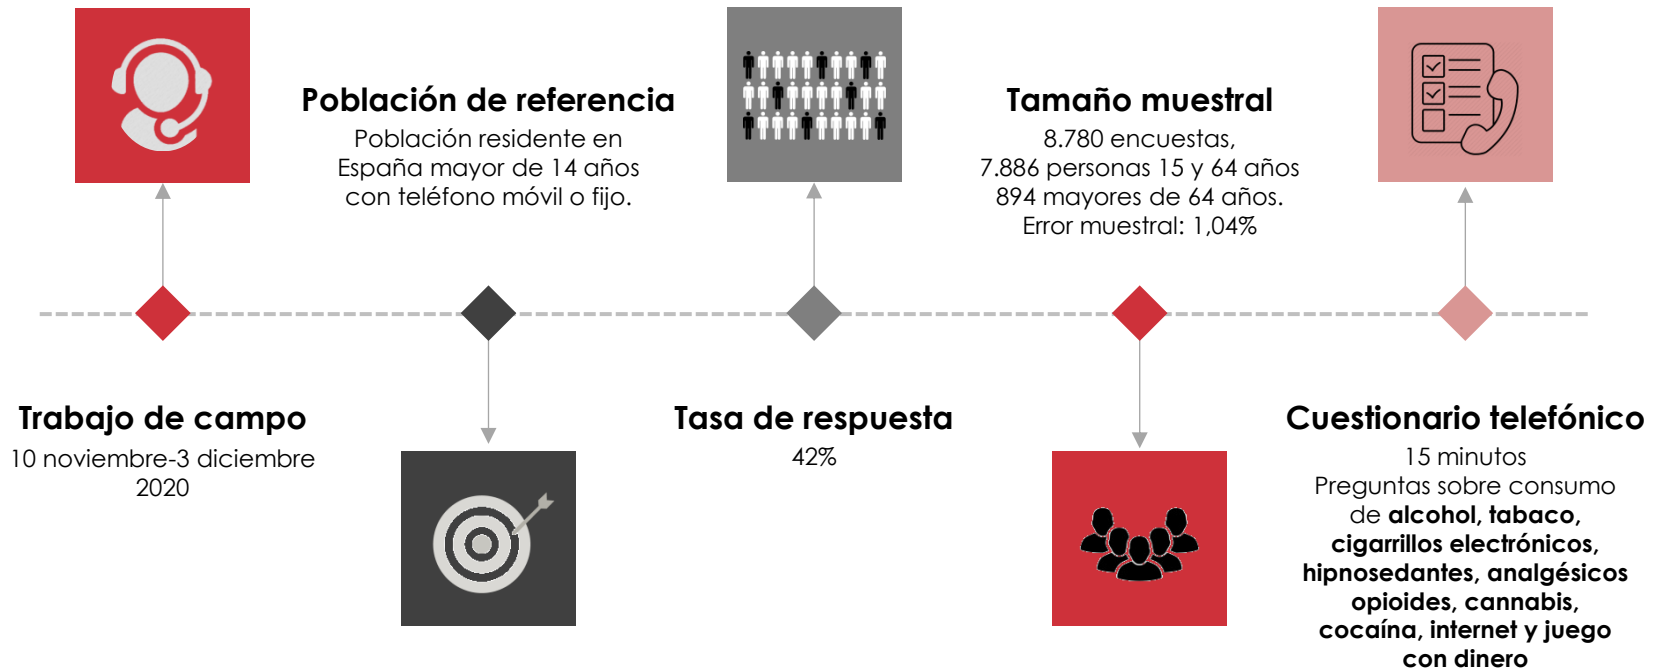 Trabajo de campo
10 noviembre-3 diciembre
2020
Población de referencia
Población residente en
España mayor de 14 años
con teléfono móvil o fijo.
Tasa de respuesta
42%
Tamaño muestral
8.780 encuestas,
7.886 personas 15 y 64 años
894 mayores de 64 años.
Error muestral: 1,04%
Cuestionario telefónico
15 minutos
Preguntas sobre consumo
de alcohol, tabaco,
cigarrillos electrónicos,
hipnosedantes, analgésicos
opioides, cannabis,
cocaína, internet y juego
con dinero